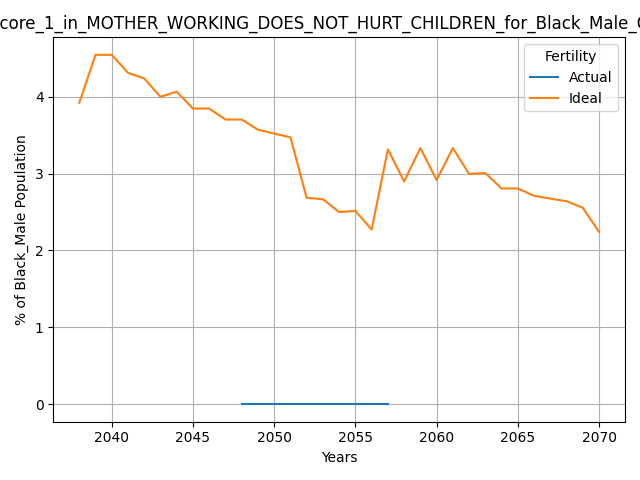 core_1_in_MOTHER_WORKING_DOES_NOT_HURT_CHILDREN_for_Black_Male_
Fertility
Actual
Ideal
% of Black_Male Population
4
3
2
1
0
2040 2045 2050 2055 2060 2065 2070
Years